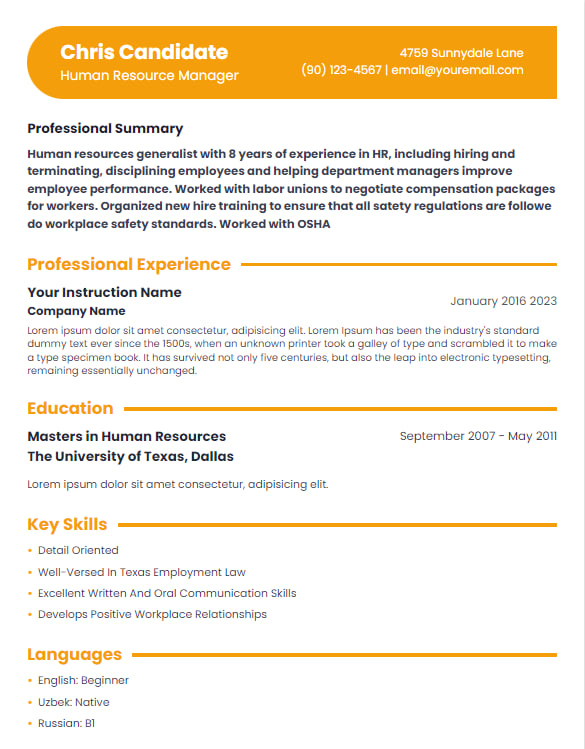 Chris Candidate
Human Resource Manager
4759 Sunnydale Lane
(90) 123-4567 | email@youremail.com
Professional Summary
Human resources generalist with 8 years of experience in HR, including hiring and
terminating, disciplining employees and helping department managers improve
employee performance. Worked with labor unions to negotiate compensation packages
for workers. Organized new hire training to ensure that all satety regulations are followe
do workplace safety standards. Worked with OSHA
Professional Experience
Your Instruction Name
January 2016 2023
Company Name
Lorem ipsum dolor sit amet consectetur, adipisicing elit. Lorem Ipsum has been the industry's standard
dummy text ever since the 1500s, when an unknown printer took a galley of type and scrambled it to make
a type specimen book. It has survived not only five centuries, but also the leap into electronic typesetting,
remaining essentially unchanged.
Education
Masters in Human Resources
September 2007 - May 2011
The University of Texas, Dallas
Lorem ipsum dolor sit amet consectetur, adipisicing elit.
Key Skills
• Detail Oriented
• Well-Versed In Texas Employment Law
• Excellent Written And Oral Communication Skills
• Develops Positive Workplace Relationships
Languages
• English: Beginner
• Uzbek: Native
• Russian: B1